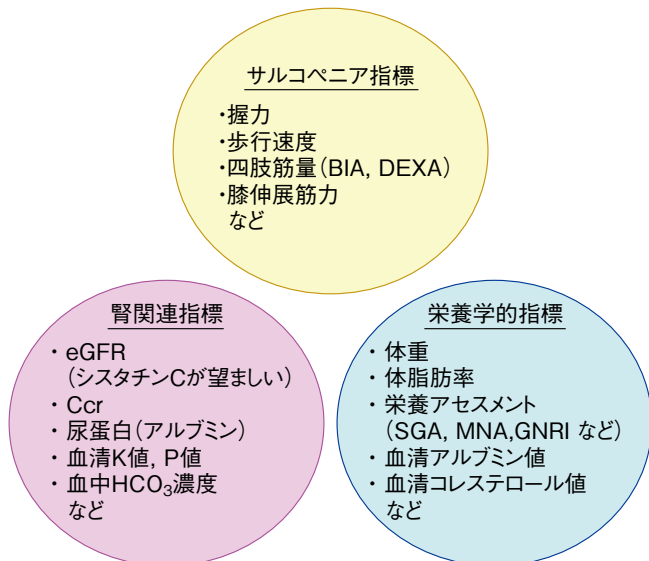 サルコペニア指標
・握力
・歩行速度
・四肢筋量(BIA, DEXA)
・膝伸展筋力
など
腎関連指標
・ eGFR
(シスタチンCが望ましい)
・ Ccr
・ 尿蛋白(アルブミン)
・ 血清K値, P値
・ 血中HCO₃濃度
など
栄養学的指標
・ 体重
・ 体脂肪率
・ 栄養アセスメント
(SGA, MNA,GNRI など)
・ 血清アルブミン値
・ 血清コレステロール値
など